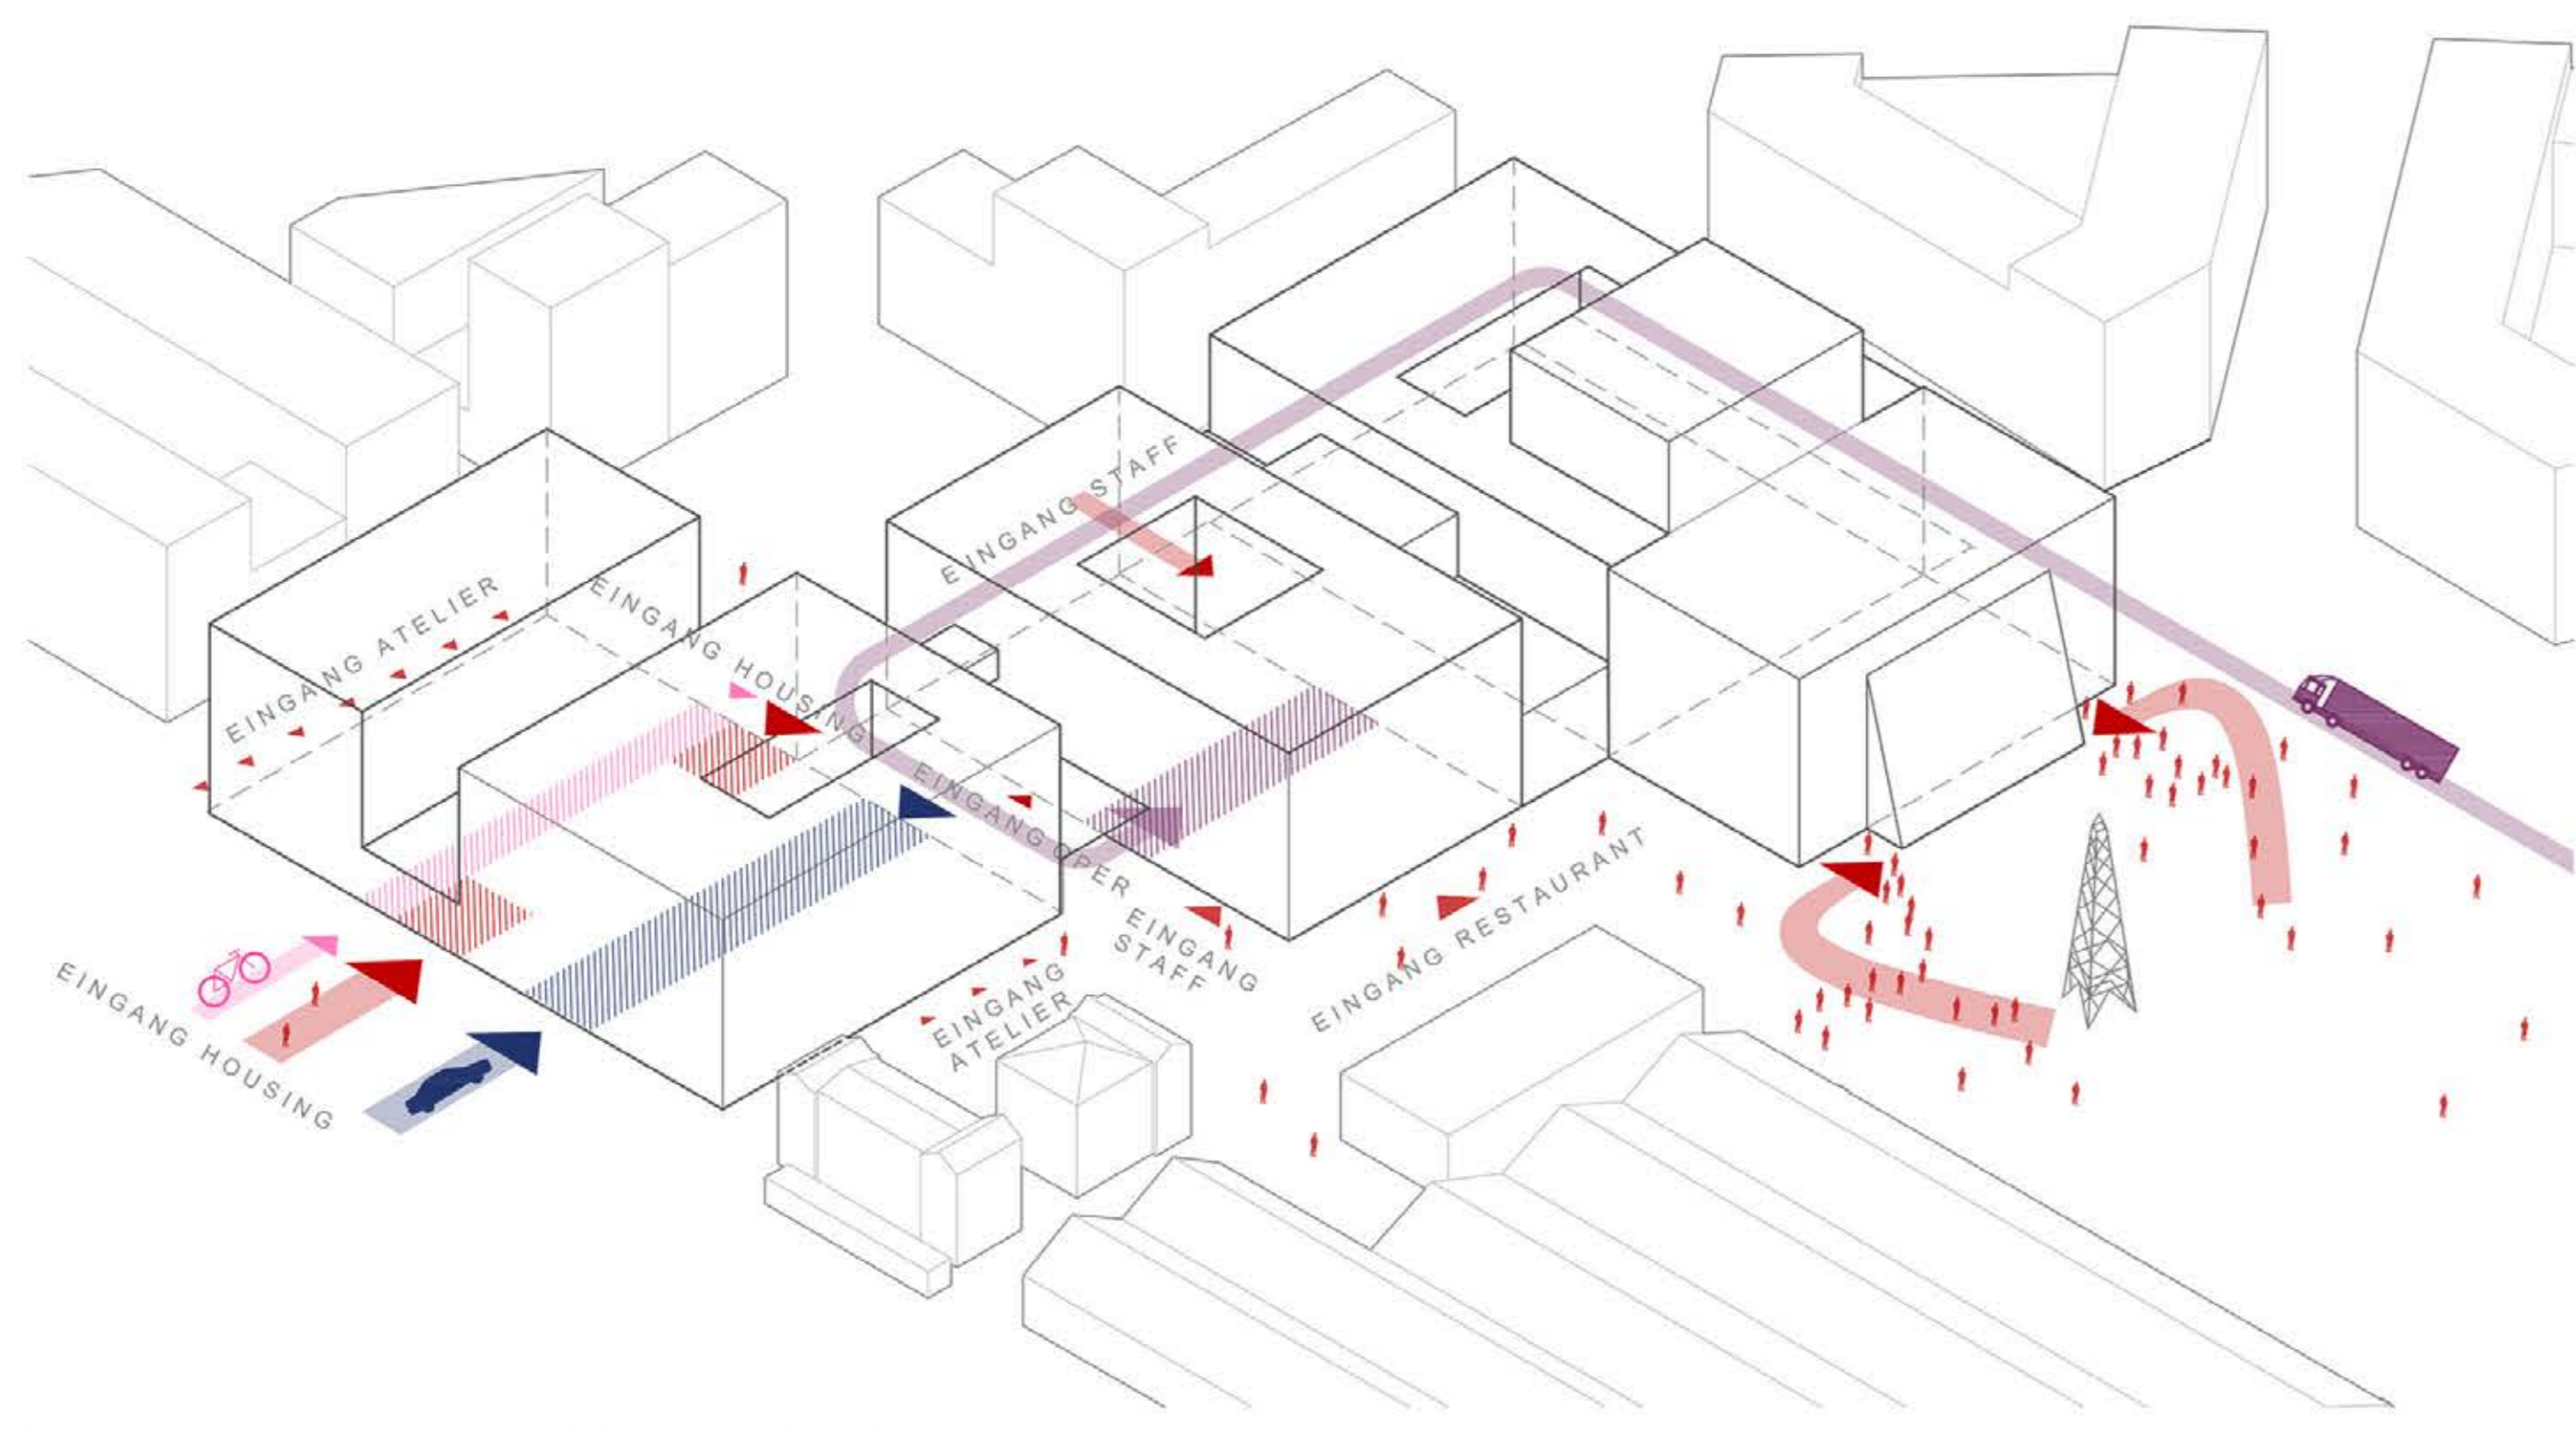 EINGANG STAFF
EINGANG ATELIER
EINGANG HOUSING
EINGANG OPER
EINGANG
STAFF
EINGANG RESTAURANT
EINGANG
ATELIER
EINGANG HOUSING